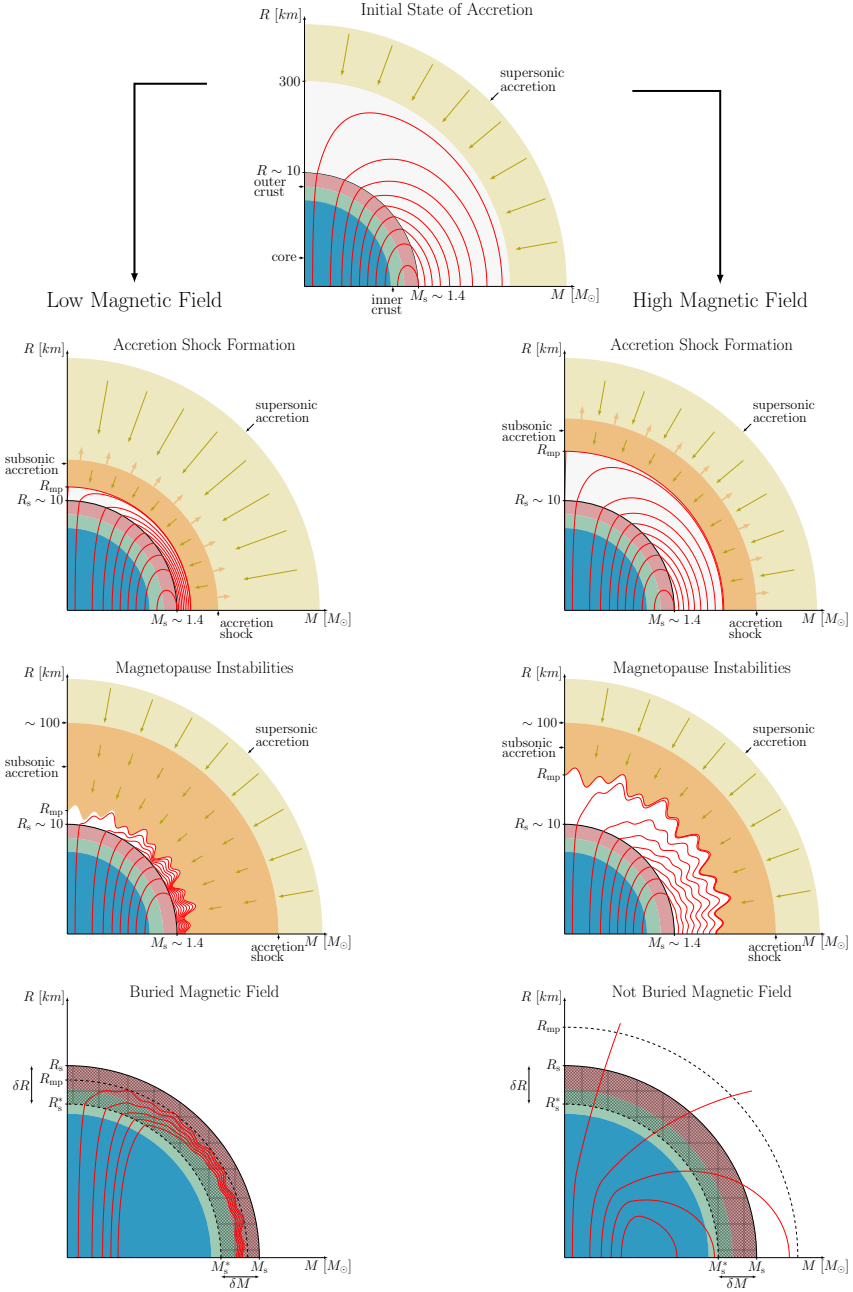 Initial State of Accretion
R [km]
300
supersonic
accretion
R ∼ 10
outer
crust
core
inner
crust
M_s ∼ 1.4
M [M_⊙]
Low Magnetic Field
High Magnetic Field
Accretion Shock Formation
R [km]
supersonic
accretion
subsonic
accretion
R_mp
R_s ∼ 10
M_s ∼ 1.4
accretion
shock
M [M_⊙]
Accretion Shock Formation
R [km]
supersonic
accretion
subsonic
accretion
R_mp
R_s ∼ 10
M_s ∼ 1.4
accretion
shock
M [M_⊙]
Magnetopause Instabilities
R [km]
∼ 100
supersonic
accretion
subsonic
accretion
R_mp
R_s ∼ 10
M_s ∼ 1.4
accretion
shock
M [M_⊙]
Magnetopause Instabilities
R [km]
∼ 100
supersonic
accretion
subsonic
accretion
R_mp
R_s ∼ 10
M_s ∼ 1.4
accretion
shock
M [M_⊙]
Buried Magnetic Field
R [km]
R_s
δR
R_mp
R_s^*
M_s^*
M_s
δM
M [M_⊙]
Not Buried Magnetic Field
R [km]
R_mp
R_s
δR
R_s^*
M_s^*
M_s
δM
M [M_⊙]